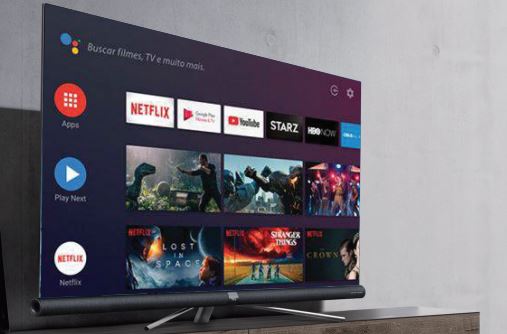 Buscar filmes, TV e muito mais.
NETFLIX
Google Play
Movies & TV
YouTube
STARZ
HBO NOW
Apps
Play Next
NETFLIX
LOST
IN
SPACE
NETFLIX
STRANGER
THINGS
NETFLIX
CROWN
NETFLIX
Netflix